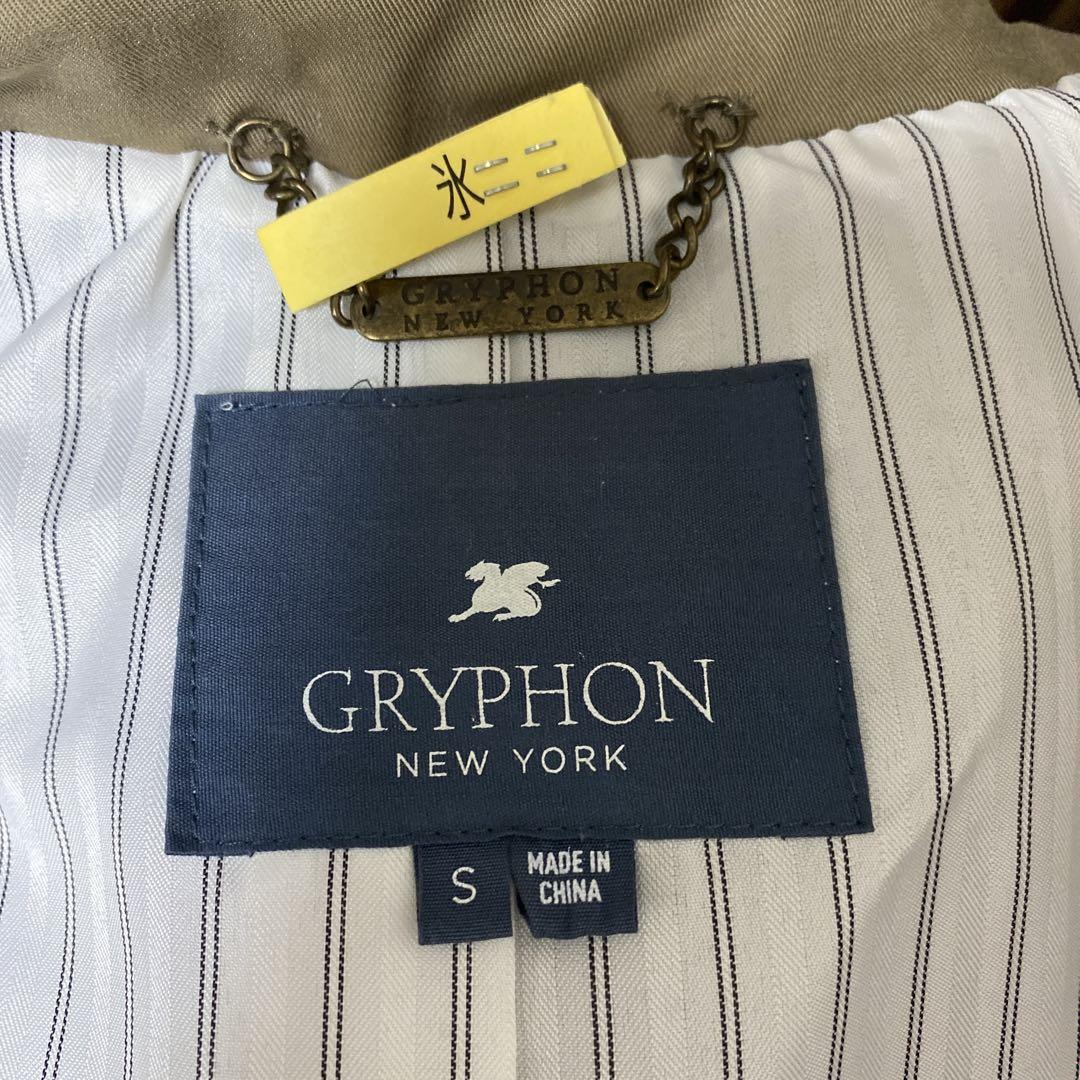 氷
GRYPHON
NEW YORK
GRYPHON
NEW YORK
S
MADE IN
CHINA